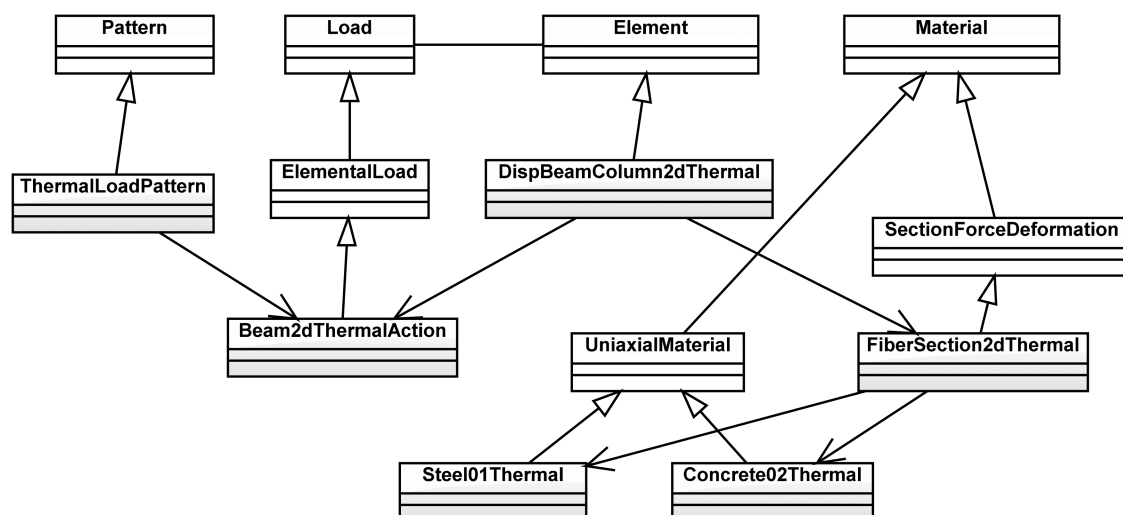 Pattern
Load
Element
Material
ThermalLoadPattern
ElementalLoad
DispBeamColumn2dThermal
SectionForceDeformation
Beam2dThermalAction
UniaxialMaterial
FiberSection2dThermal
Steel01Thermal
Concrete02Thermal